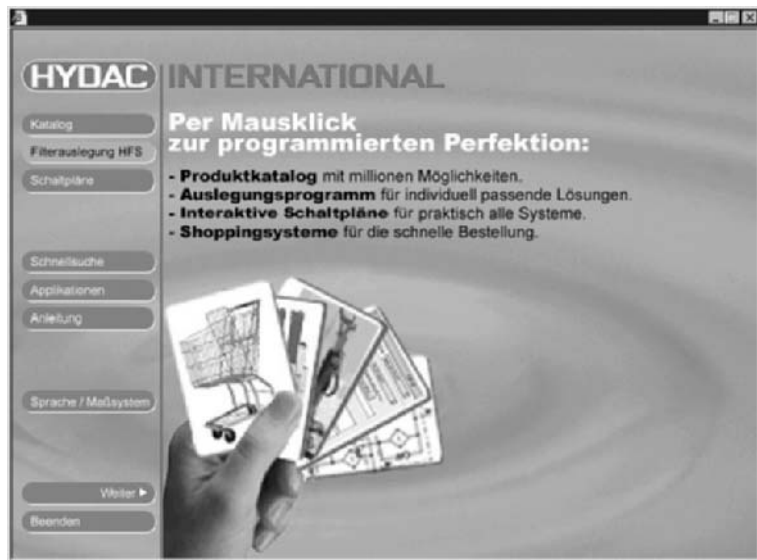 HYDAC INTERNATIONAL
Katalog
Filterauslegung HFS
Schaltpläne
Schnellsuche
Applikationen
Anleitung
Sprache / Maßsystem
Weiter
Beenden
Per Mausklick
zur programmierten Perfektion:
- Produktkatalog mit millionen Möglichkeiten.
- Auslegungsprogramm für individuell passende Lösungen.
- Interaktive Schaltpläne für praktisch alle Systeme.
- Shoppingsysteme für die schnelle Bestellung.